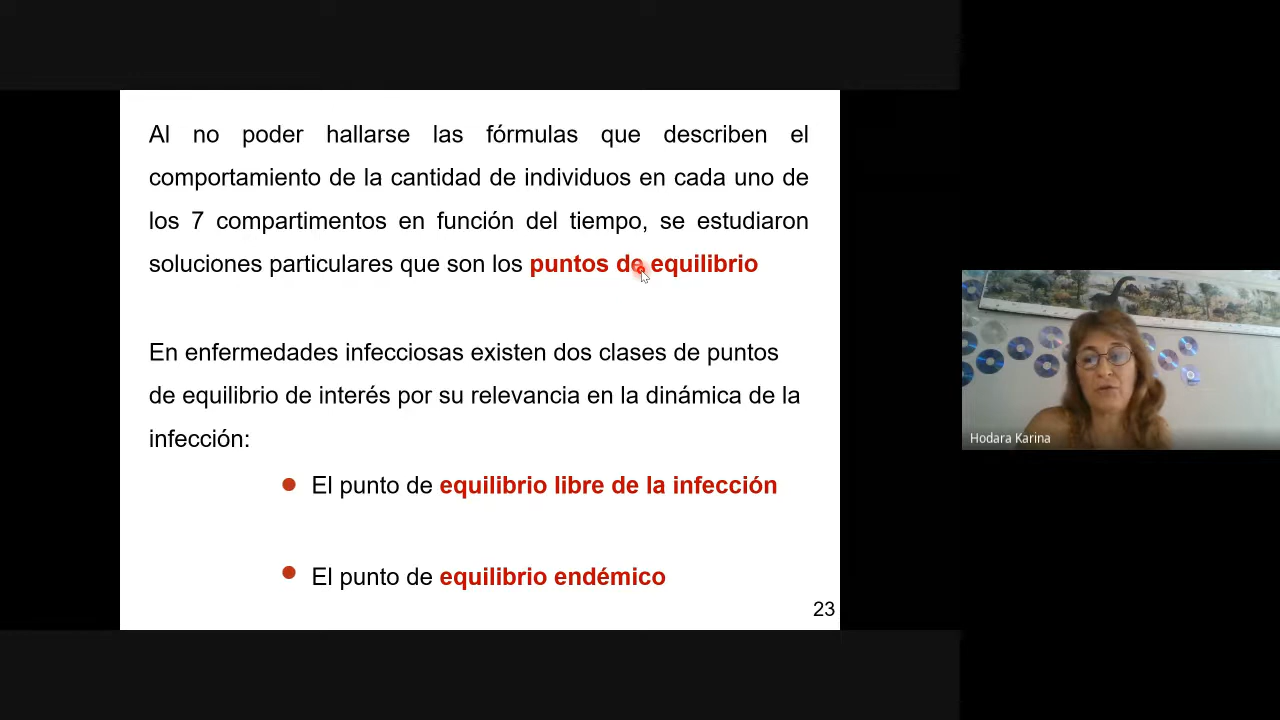 Al no poder hallarse las fórmulas que describen el
comportamiento de la cantidad de individuos en cada uno de
los 7 compartimentos en función del tiempo, se estudiaron
soluciones particulares que son los puntos de equilibrio
En enfermedades infecciosas existen dos clases de puntos
de equilibrio de interés por su relevancia en la dinámica de la
infección:
El punto de equilibrio libre de la infección
El punto de equilibrio endémico
23
Hodara Karina